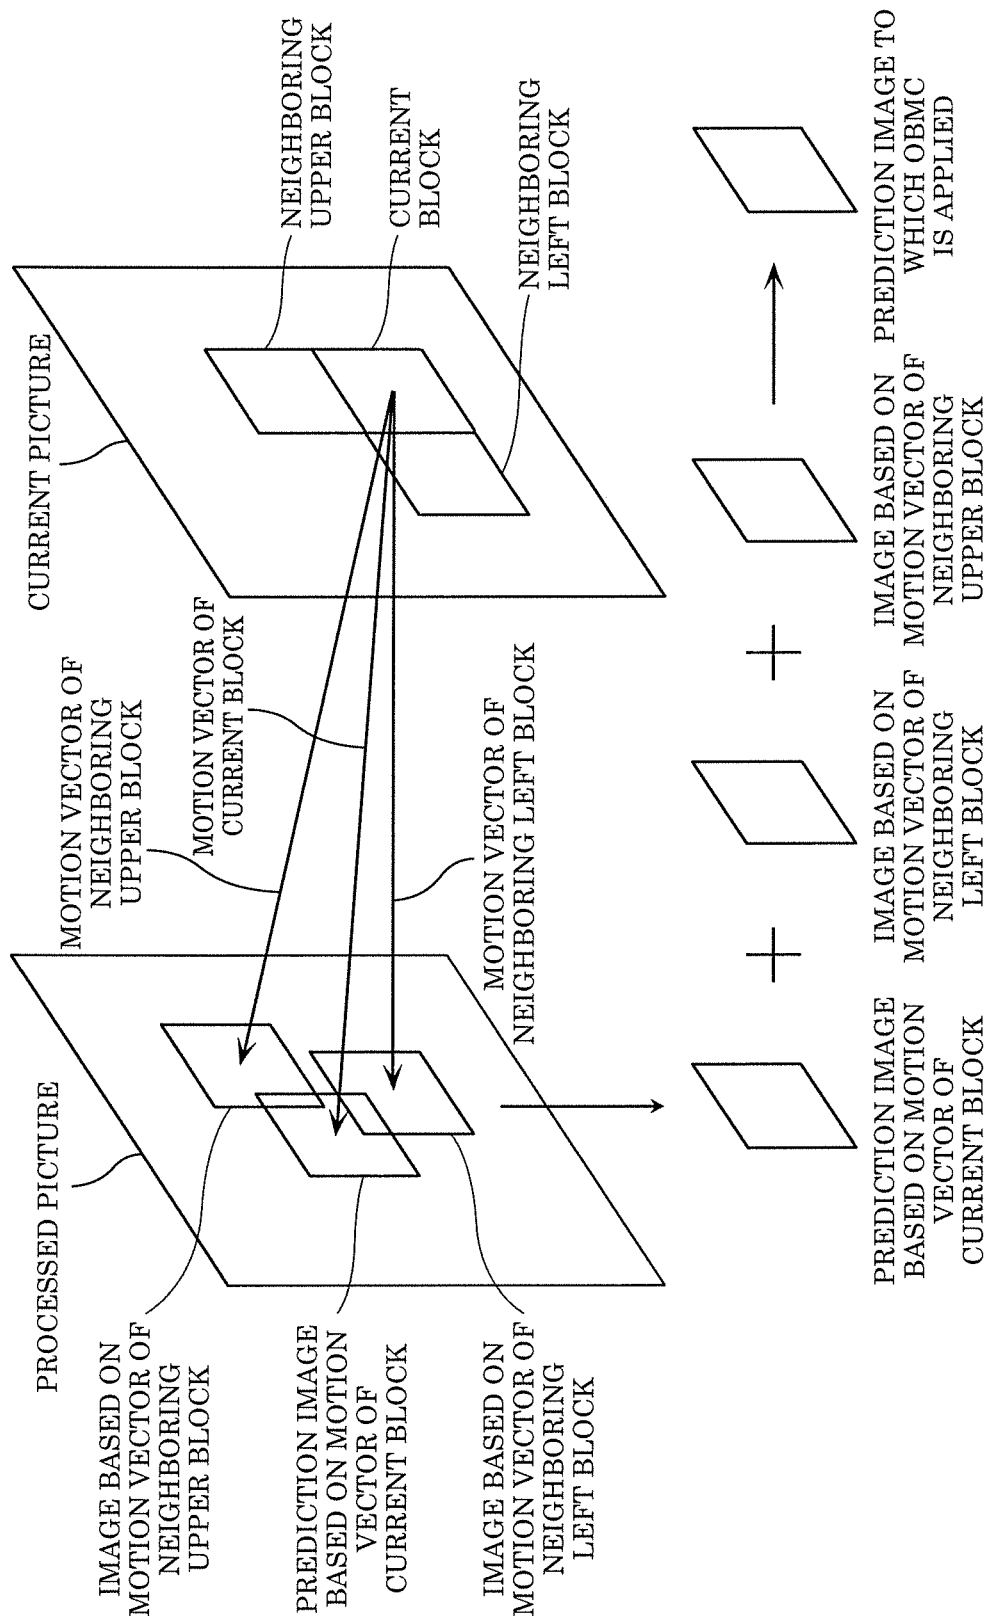 PROCESSED PICTURE
CURRENT PICTURE
IMAGE BASED ON
MOTION VECTOR OF
NEIGHBORING
UPPER BLOCK
PREDICTION IMAGE
BASED ON MOTION
VECTOR OF
CURRENT BLOCK
IMAGE BASED ON
MOTION VECTOR OF
NEIGHBORING
LEFT BLOCK
MOTION VECTOR OF
NEIGHBORING
UPPER BLOCK
MOTION VECTOR OF
CURRENT BLOCK
MOTION VECTOR OF
NEIGHBORING LEFT BLOCK
NEIGHBORING
UPPER BLOCK
CURRENT
BLOCK
NEIGHBORING
LEFT BLOCK
PREDICTION IMAGE
BASED ON MOTION
VECTOR OF
CURRENT BLOCK
IMAGE BASED ON
MOTION VECTOR OF
NEIGHBORING
LEFT BLOCK
IMAGE BASED ON
MOTION VECTOR OF
NEIGHBORING
UPPER BLOCK
PREDICTION IMAGE TO
WHICH OBMC
IS APPLIED